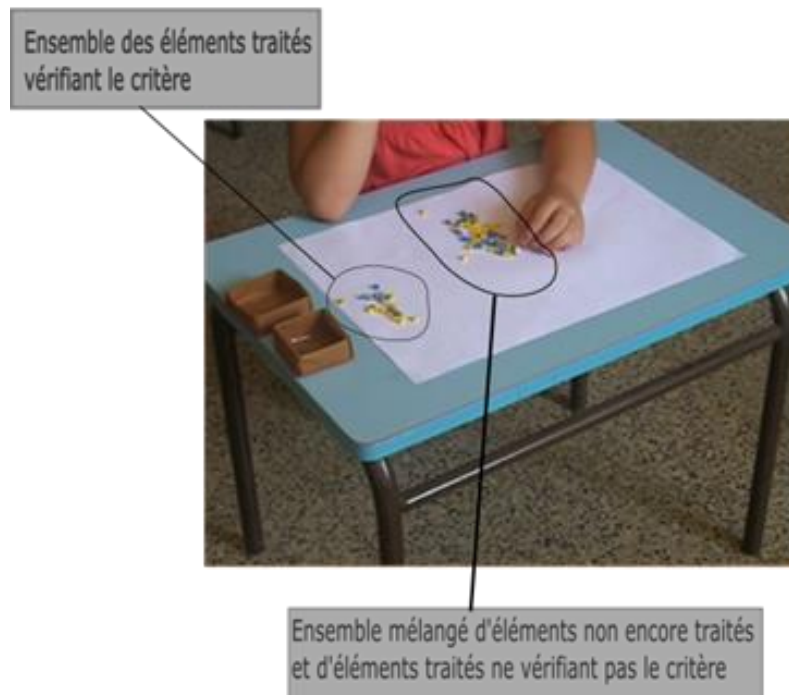 Ensemble des éléments traités
vérifiant le critère
Ensemble mélangé d'éléments non encore traités
et d'éléments traités ne vérifiant pas le critère